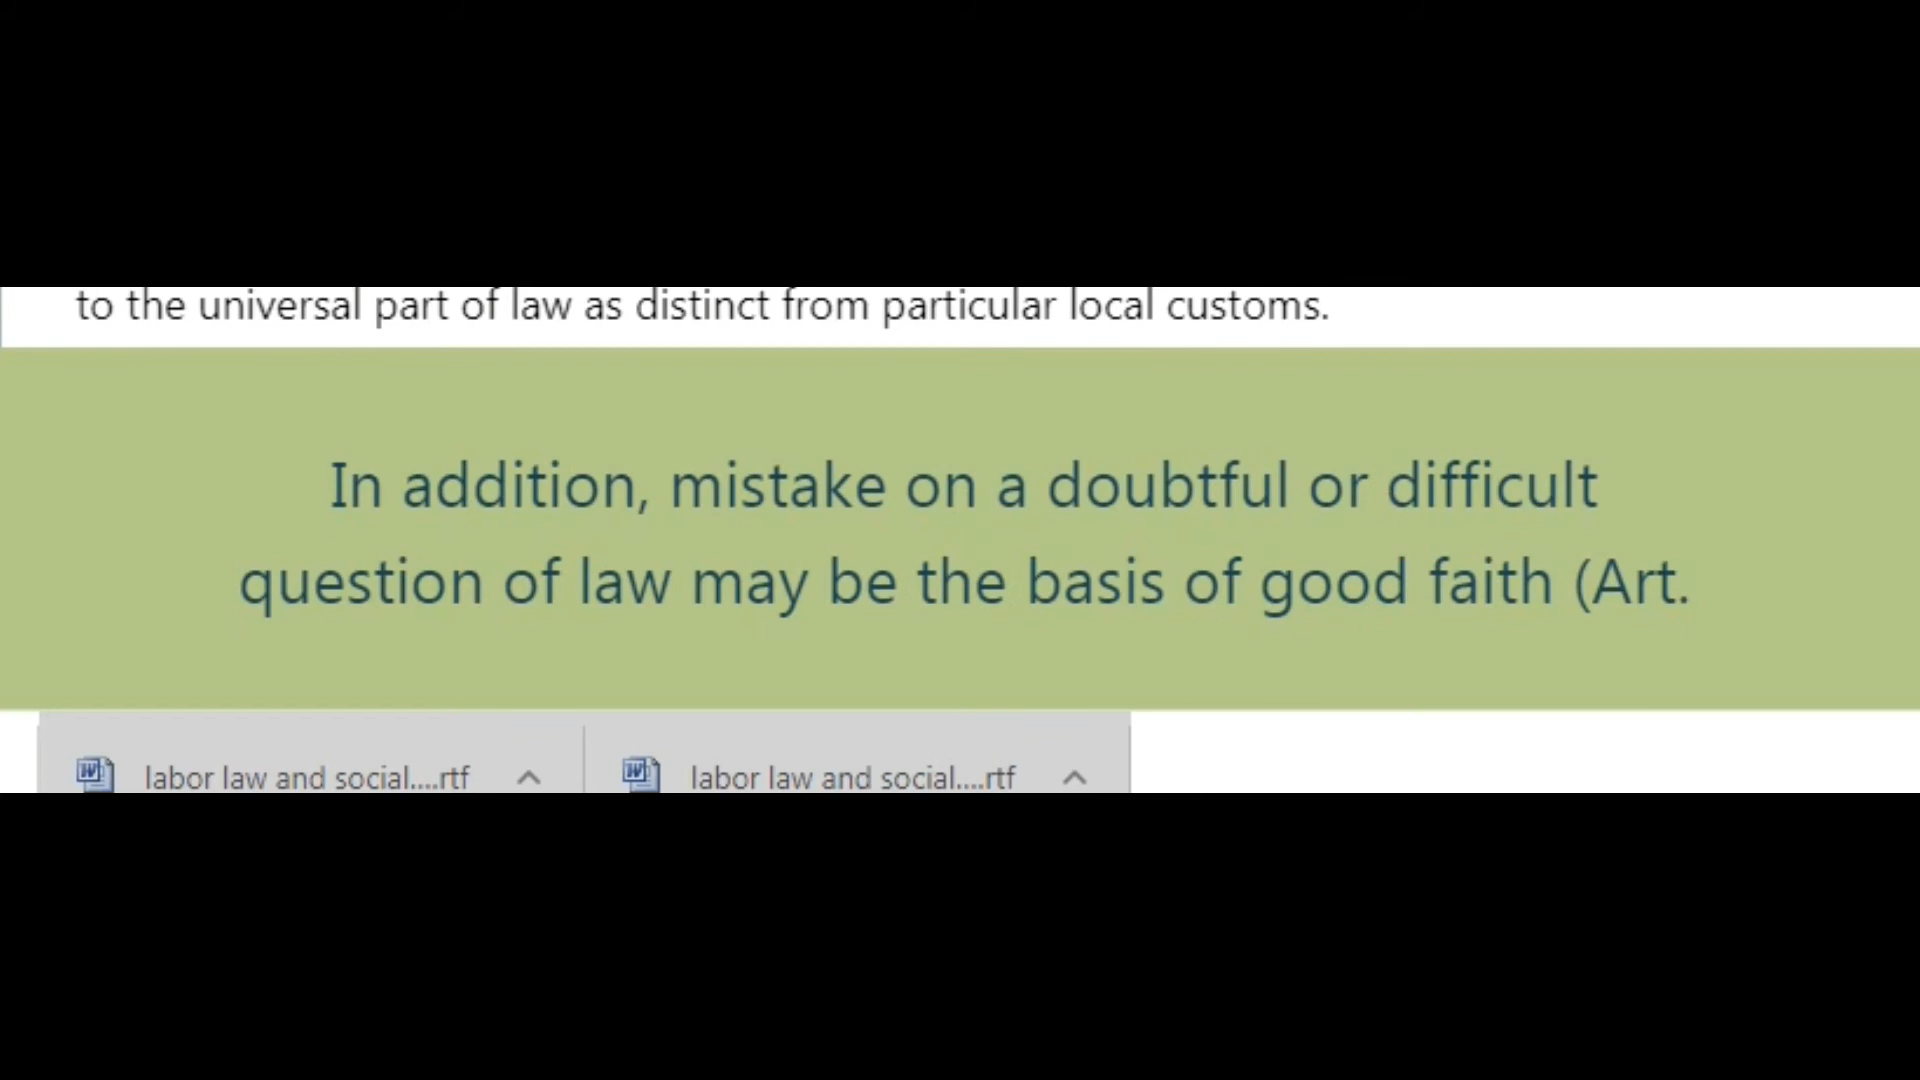 to the universal part of law as distinct from particular local customs.
In addition, mistake on a doubtful or difficult
question of law may be the basis of good faith (Art.
labor law and social....rtf
labor law and social....rtf